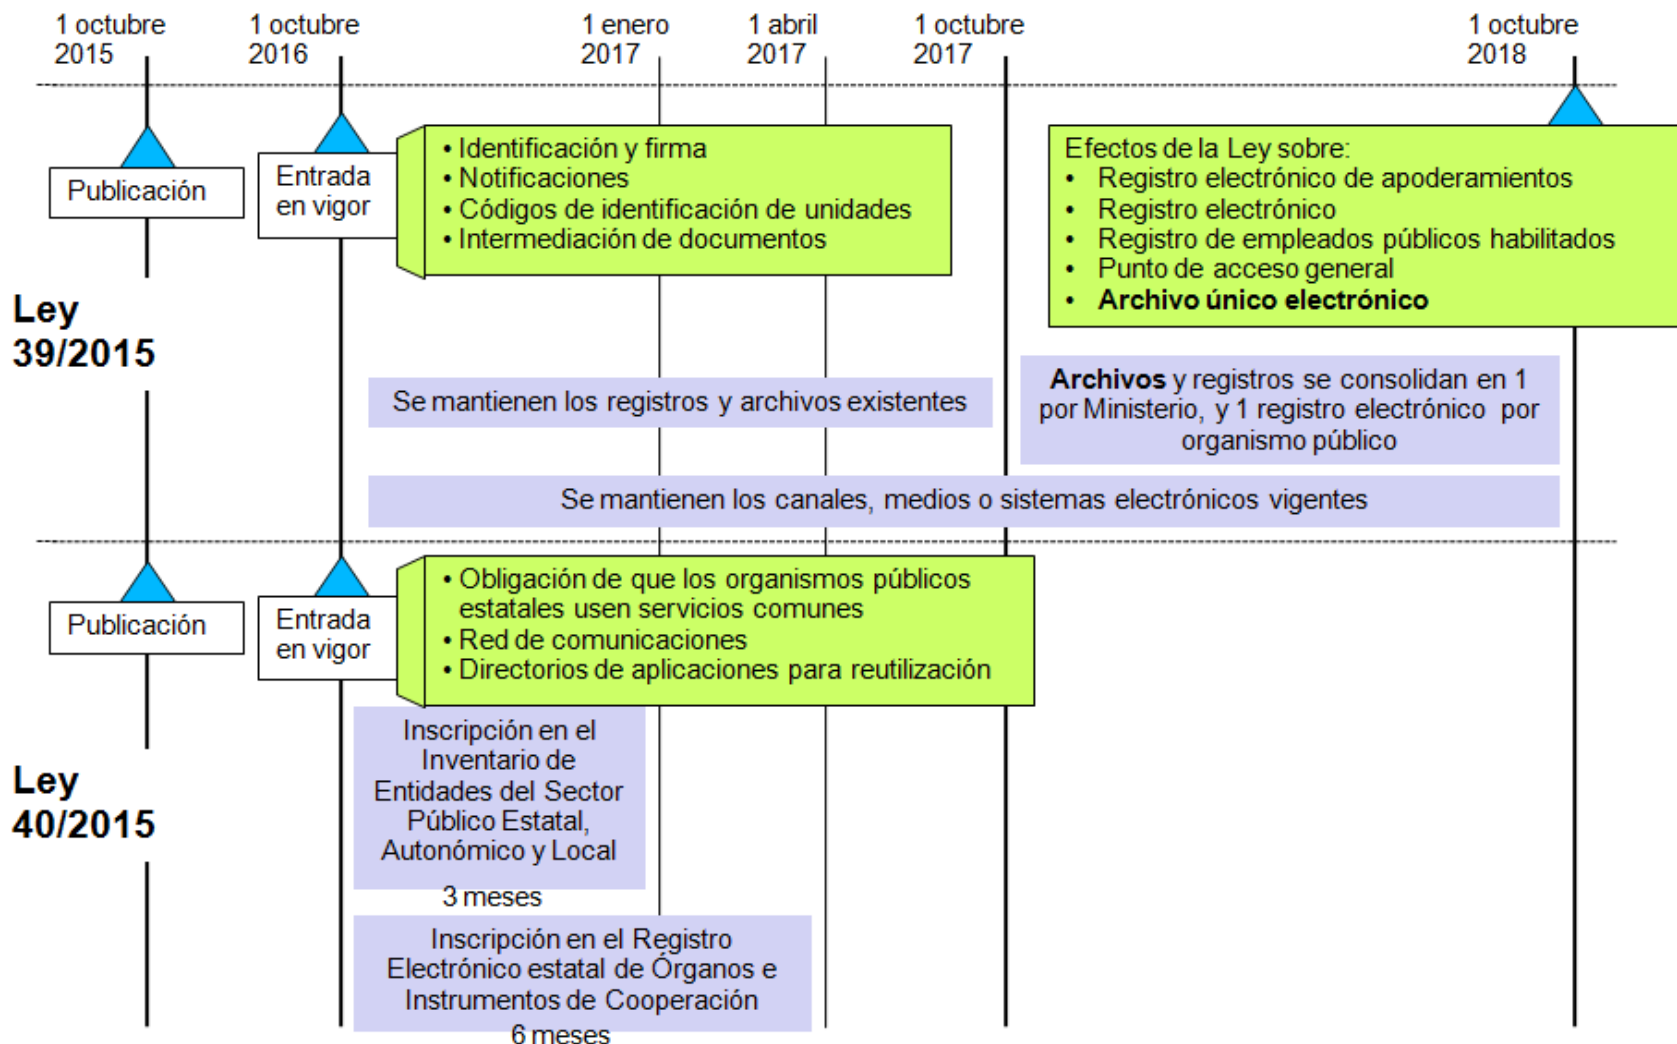 1 octubre
2015
1 octubre
2016
1 enero
2017
1 abril
2017
1 octubre
2017
1 octubre
2018
Ley
39/2015
Publicación
Entrada
en vigor
• Identificación y firma
• Notificaciones
• Códigos de identificación de unidades
• Intermediación de documentos
Efectos de la Ley sobre:
• Registro electrónico de apoderamientos
• Registro electrónico
• Registro de empleados públicos habilitados
• Punto de acceso general
• Archivo único electrónico
Se mantienen los registros y archivos existentes
Archivos y registros se consolidan en 1
por Ministerio, y 1 registro electrónico por
organismo público
Se mantienen los canales, medios o sistemas electrónicos vigentes
Ley
40/2015
Publicación
Entrada
en vigor
• Obligación de que los organismos públicos
estatales usen servicios comunes
• Red de comunicaciones
• Directorios de aplicaciones para reutilización
Inscripción en el
Inventario de
Entidades del Sector
Público Estatal,
Autonómico y Local
3 meses
Inscripción en el Registro
Electrónico estatal de Órganos e
Instrumentos de Cooperación
6 meses